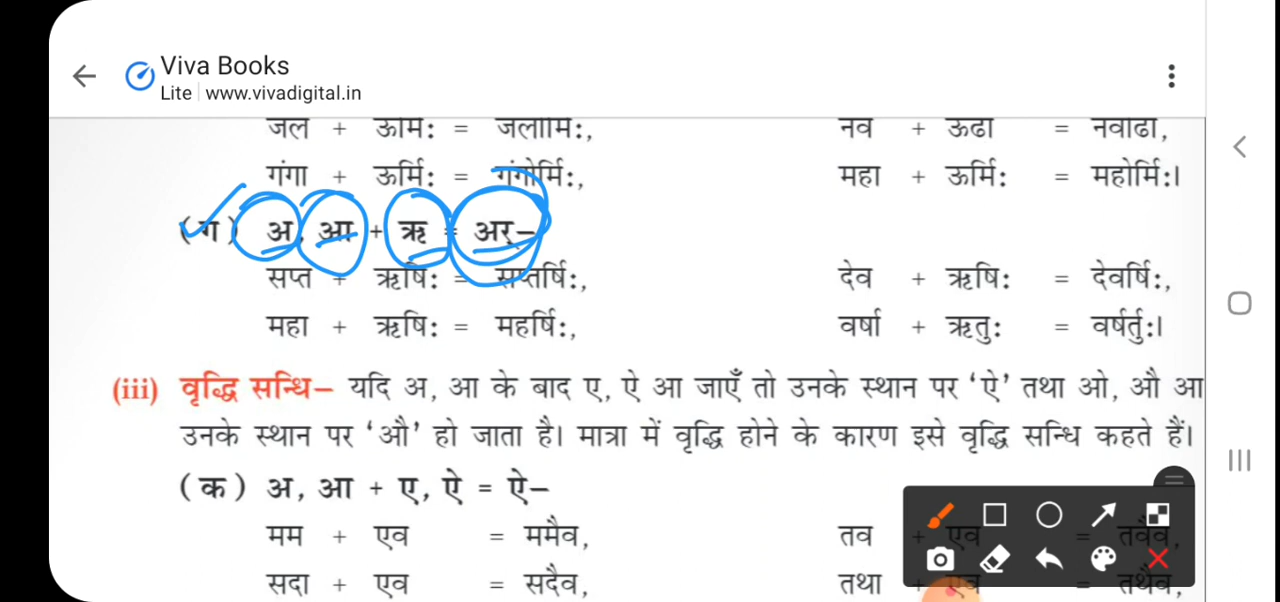 Viva Books
Lite | www.vivadigital.in
जल + ऊर्मि: = जलोर्मि:, नव + ऊढा = नवोढा,
गंगा + ऊर्मि: = गंगोर्मि:, महा + ऊर्मि: = महोर्मि:।
(ग) अ, आ + ऋ = अर्–
सप्त + ऋषि: = सप्तर्षि:, देव + ऋषि: = देवर्षि:,
महा + ऋषि: = महर्षि:, वर्षा + ऋतु: = वर्षर्तु:।
(iii) वृद्धि सन्धि– यदि अ, आ के बाद ए, ऐ आ जाएँ तो उनके स्थान पर ‘ऐ’ तथा ओ, औ आ
उनके स्थान पर ‘औ’ हो जाता है। मात्रा में वृद्धि होने के कारण इसे वृद्धि सन्धि कहते हैं।
(क) अ, आ + ए, ऐ = ऐ–
मम + एव = ममैव, तव + एव = तवैव,
सदा + एव = सदैव, तथा + एव = तथैव,